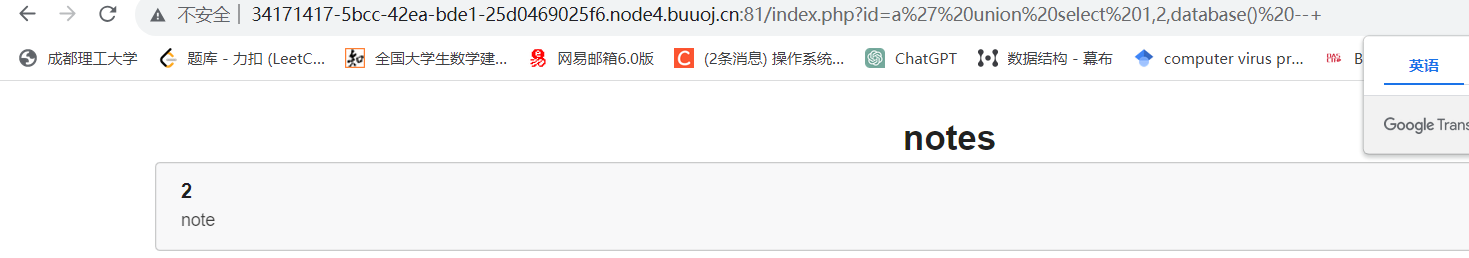 不安全 | 34171417-5bcc-42ea-bde1-25d0469025f6.node4.buuoj.cn:81/index.php?id=a%27%20union%20select%201,2,database()%20--+
成都理工大学 题库 - 力扣 (LeetC... 全国大学生数学建... 网易邮箱6.0版 (2条消息) 操作系统... ChatGPT 数据结构 - 幕布 computer virus pr... B
英语
Google Trans
notes
2
note